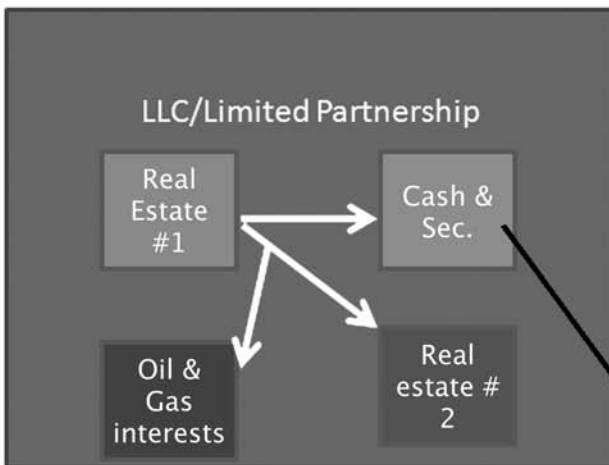 LLC/Limited Partnership
Real
Estate
#1
Cash &
Sec.
Oil &
Gas
interests
Real
estate #
2